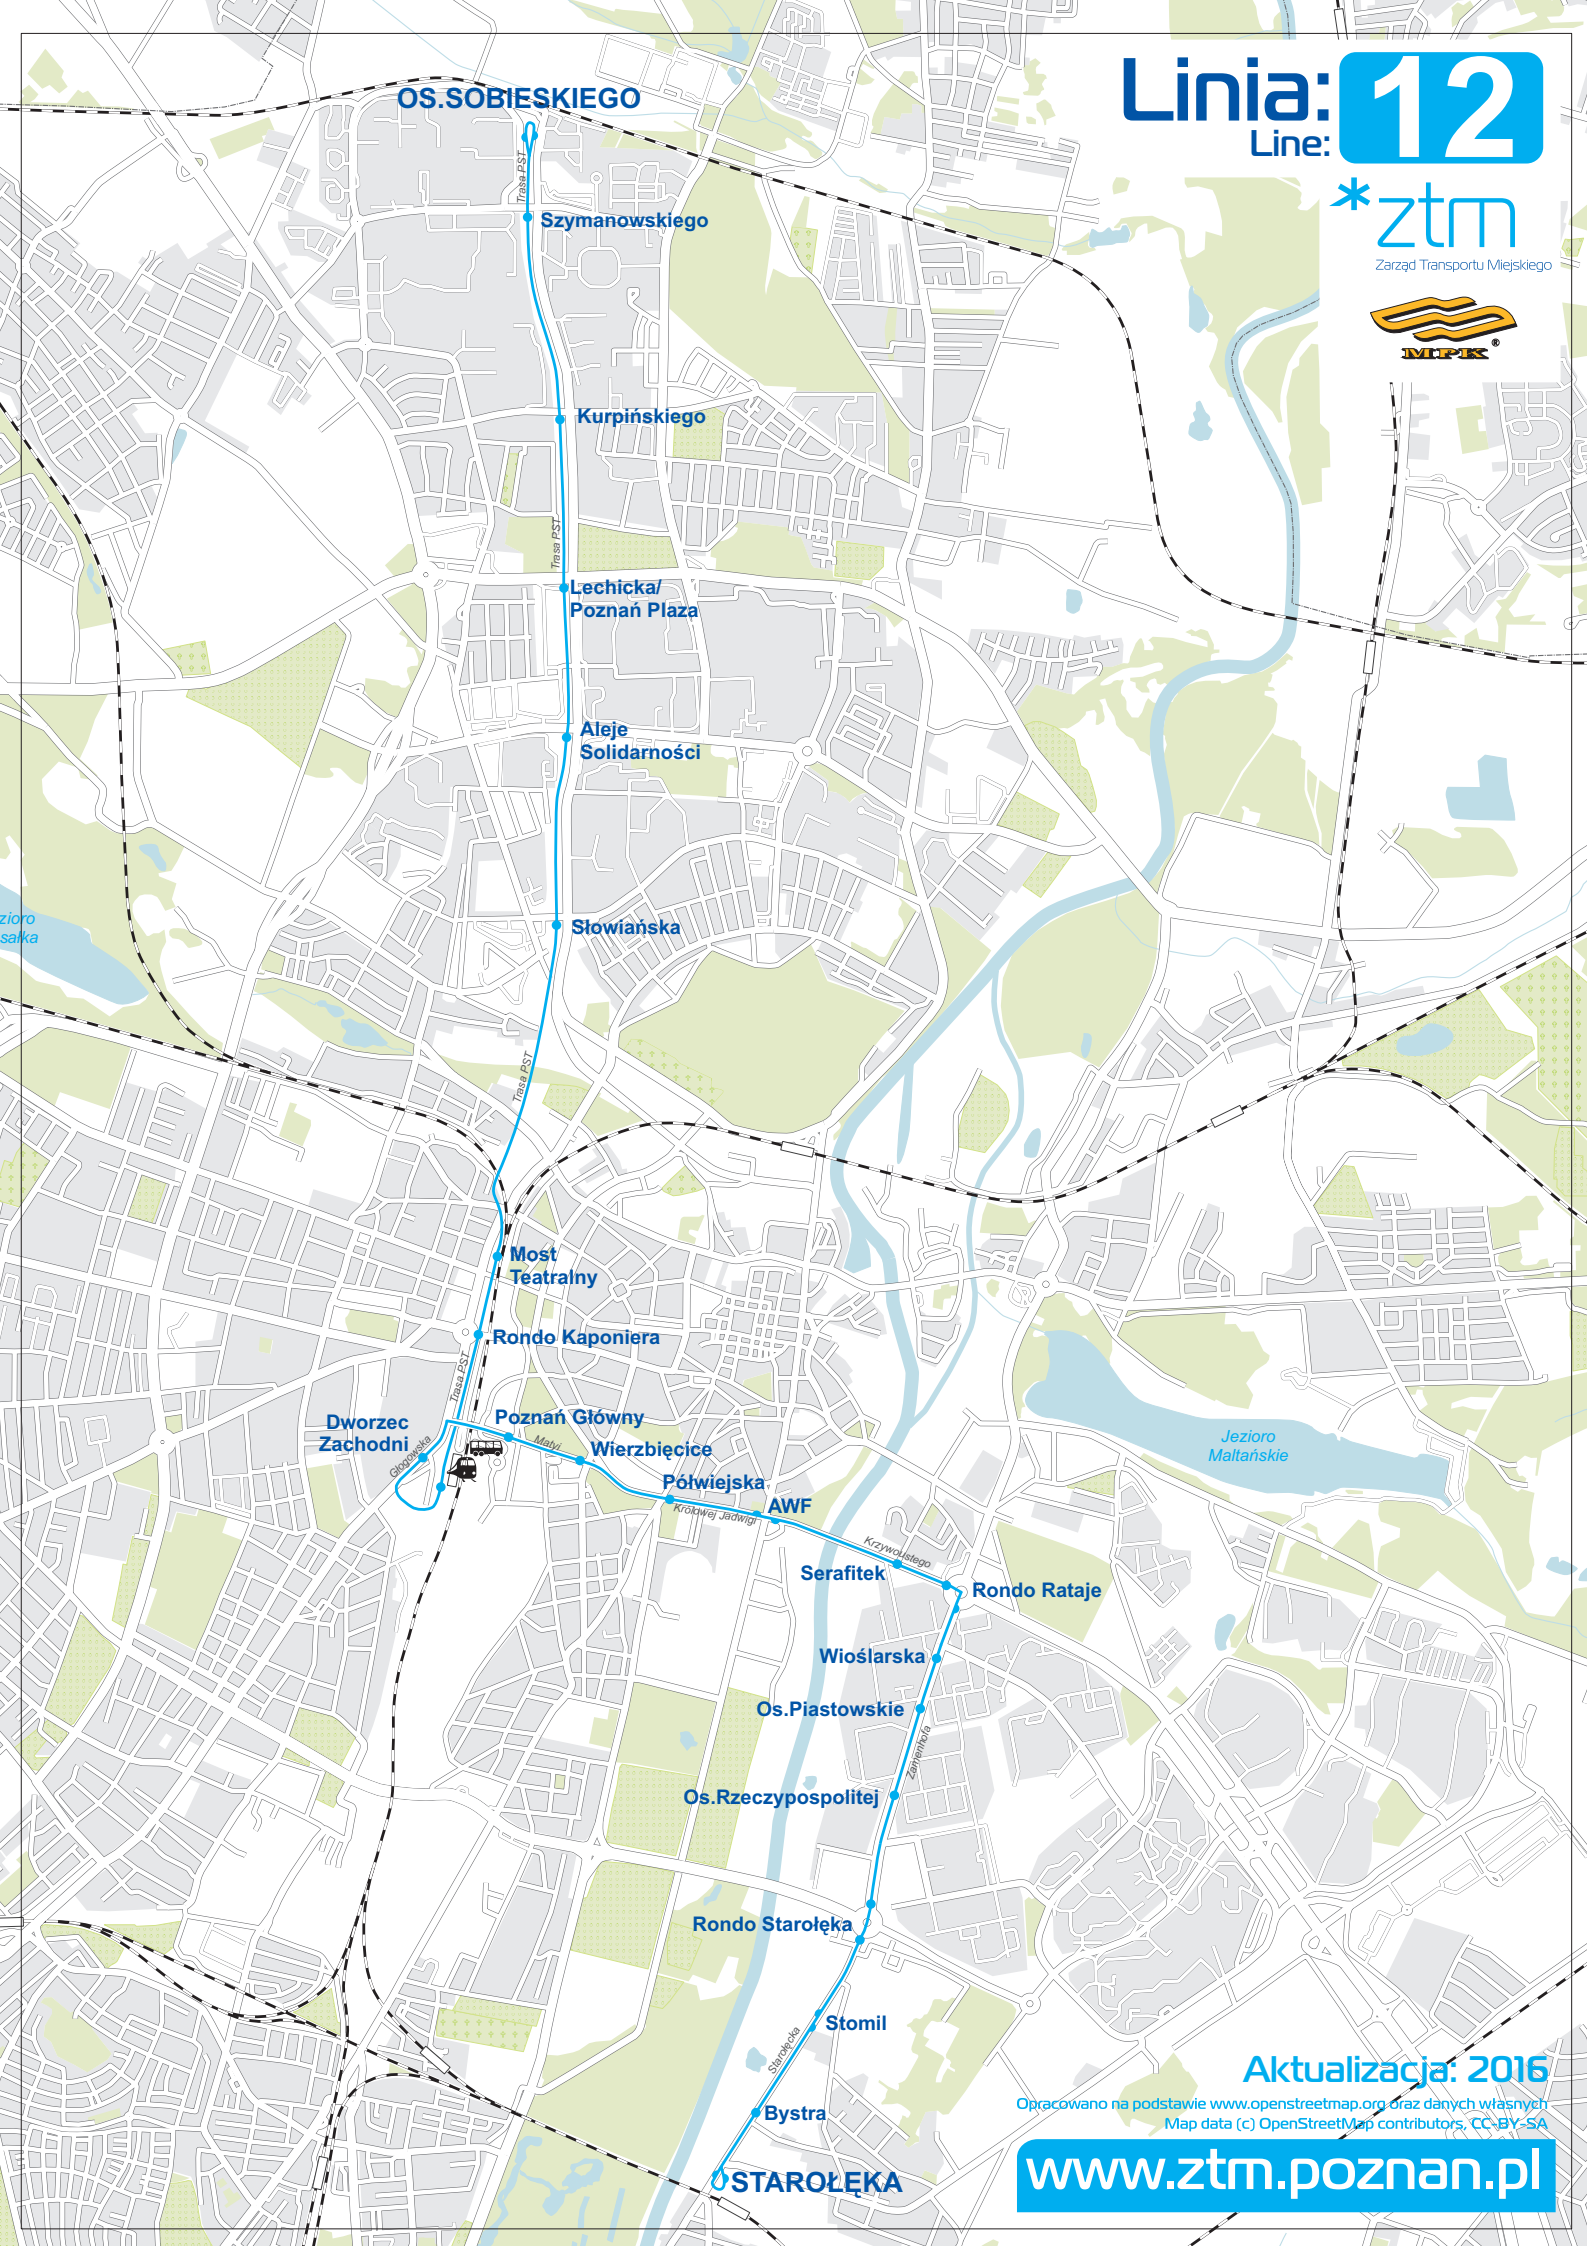 Linia:
Line:
12
ztm
Zarząd Transportu Miejskiego
MPK®
OS.SOBIESKIEGO
Trasa PST
Szymanowskiego
Kurpińskiego
Trasa PST
Lechicka/
Poznań Plaza
Aleje
Solidarności
Słowiańska
zioro
sałka
Trasa PST
Most
Teatralny
Rondo Kaponiera
Trasa PST
Dworzec
Zachodni
Głogowska
Poznań Główny
Matyi
Wierzbięcice
Półwiejska
Królowej Jadwigi
AWF
Jezioro
Maltańskie
Krzywoustego
Serafitek
Rondo Rataje
Wioślarska
Os.Piastowskie
Zamenhofa
Os.Rzeczypospolitej
Rondo Starołęka
Stomil
Starołęcka
Bystra
STAROŁĘKA
Aktualizacja: 2016
Opracowano na podstawie www.openstreetmap.org oraz danych własnych
Map data (c) OpenStreetMap contributors, CC-BY-SA
www.ztm.poznan.pl